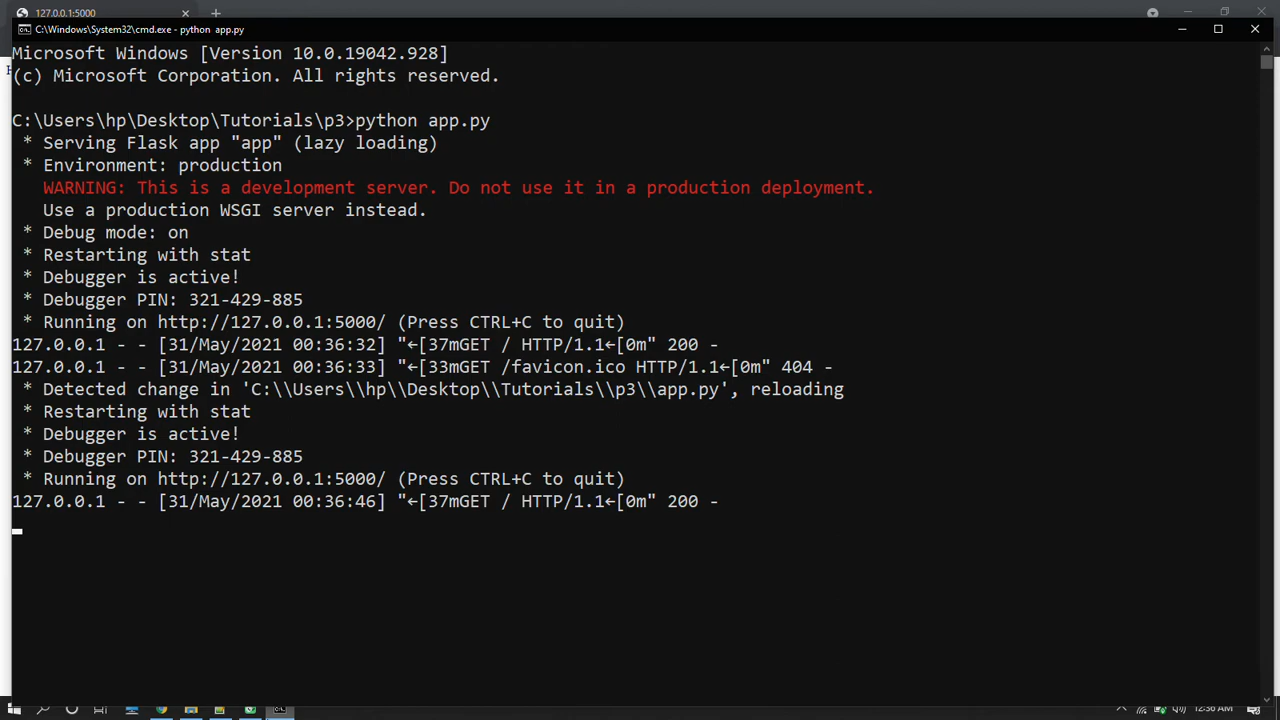 127.0.0.1:5000
C:\Windows\System32\cmd.exe - python app.py
Microsoft Windows [Version 10.0.19042.928]
(c) Microsoft Corporation. All rights reserved.
C:\Users\hp\Desktop\Tutorials\p3>python app.py
* Serving Flask app "app" (lazy loading)
* Environment: production
WARNING: This is a development server. Do not use it in a production deployment.
Use a production WSGI server instead.
* Debug mode: on
* Restarting with stat
* Debugger is active!
* Debugger PIN: 321-429-885
* Running on http://127.0.0.1:5000/ (Press CTRL+C to quit)
127.0.0.1 - - [31/May/2021 00:36:32] "←[37mGET / HTTP/1.1←[0m" 200 -
127.0.0.1 - - [31/May/2021 00:36:33] "←[33mGET /favicon.ico HTTP/1.1←[0m" 404 -
* Detected change in 'C:\\Users\\hp\\Desktop\\Tutorials\\p3\\app.py', reloading
* Restarting with stat
* Debugger is active!
* Debugger PIN: 321-429-885
* Running on http://127.0.0.1:5000/ (Press CTRL+C to quit)
127.0.0.1 - - [31/May/2021 00:36:46] "←[37mGET / HTTP/1.1←[0m" 200 -
12:36 AM